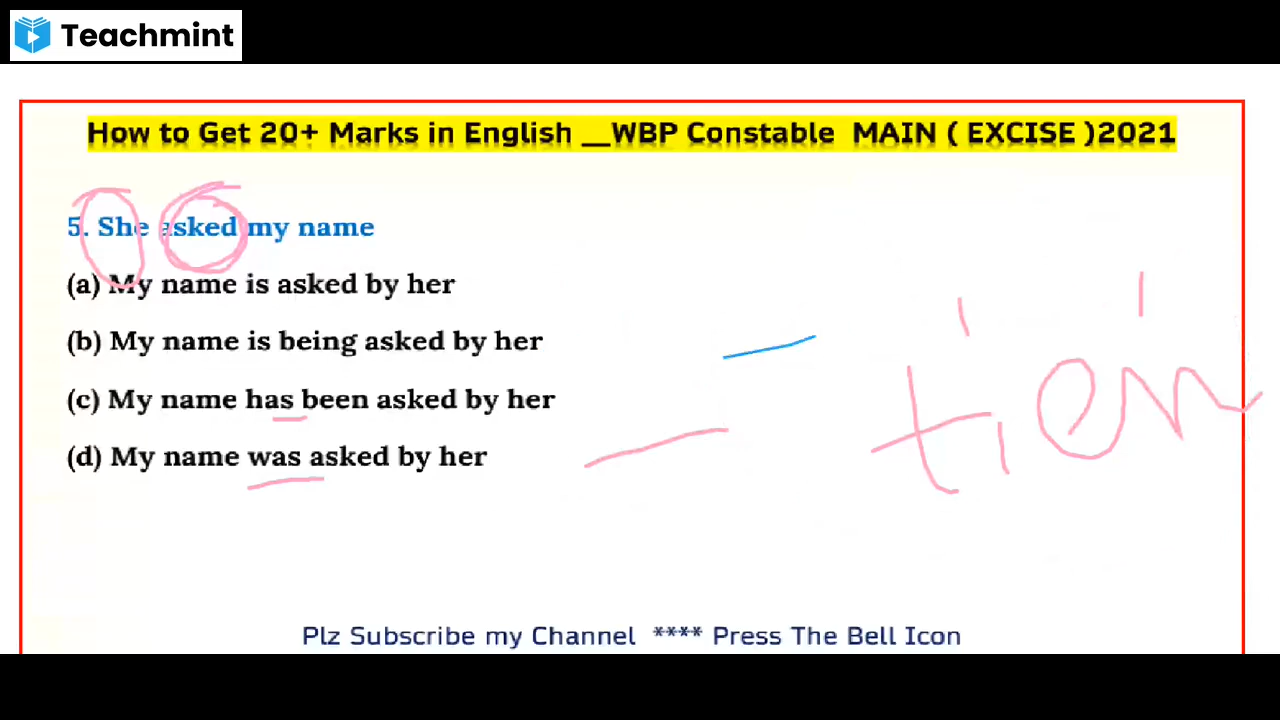 Teachmint
How to Get 20+ Marks in English __WBP Constable MAIN ( EXCISE )2021
5. She asked my name
(a) My name is asked by her
(b) My name is being asked by her
(c) My name has been asked by her
(d) My name was asked by her
Plz Subscribe my Channel **** Press The Bell Icon